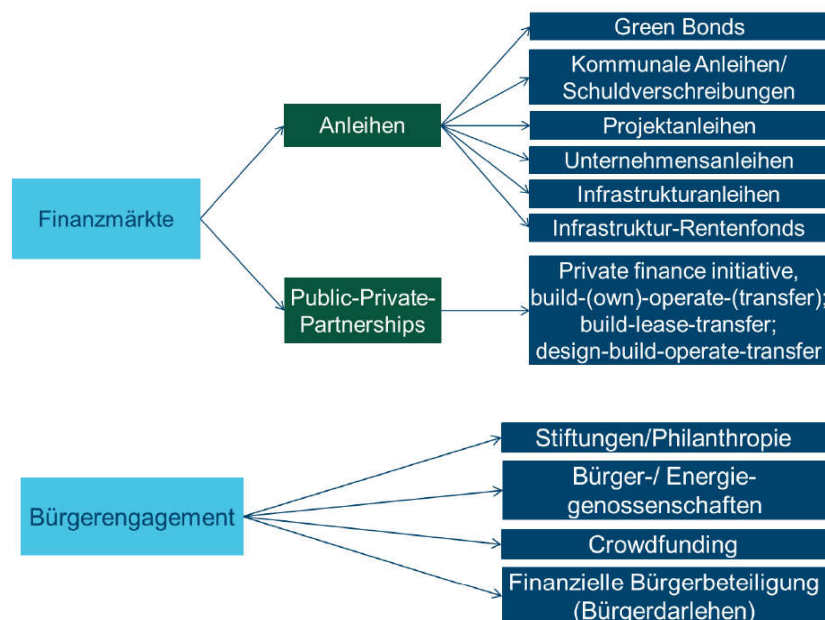 Finanzmärkte
Anleihen
Green Bonds
Kommunale Anleihen/
Schuldverschreibungen
Projektanleihen
Unternehmensanleihen
Infrastrukturanleihen
Infrastruktur-Rentenfonds
Public-Private-
Partnerships
Private finance initiative,
build-(own)-operate-(transfer);
build-lease-transfer;
design-build-operate-transfer
Bürgerengagement
Stiftungen/Philanthropie
Bürger-/ Energie-
genossenschaften
Crowdfunding
Finanzielle Bürgerbeteiligung
(Bürgerdarlehen)